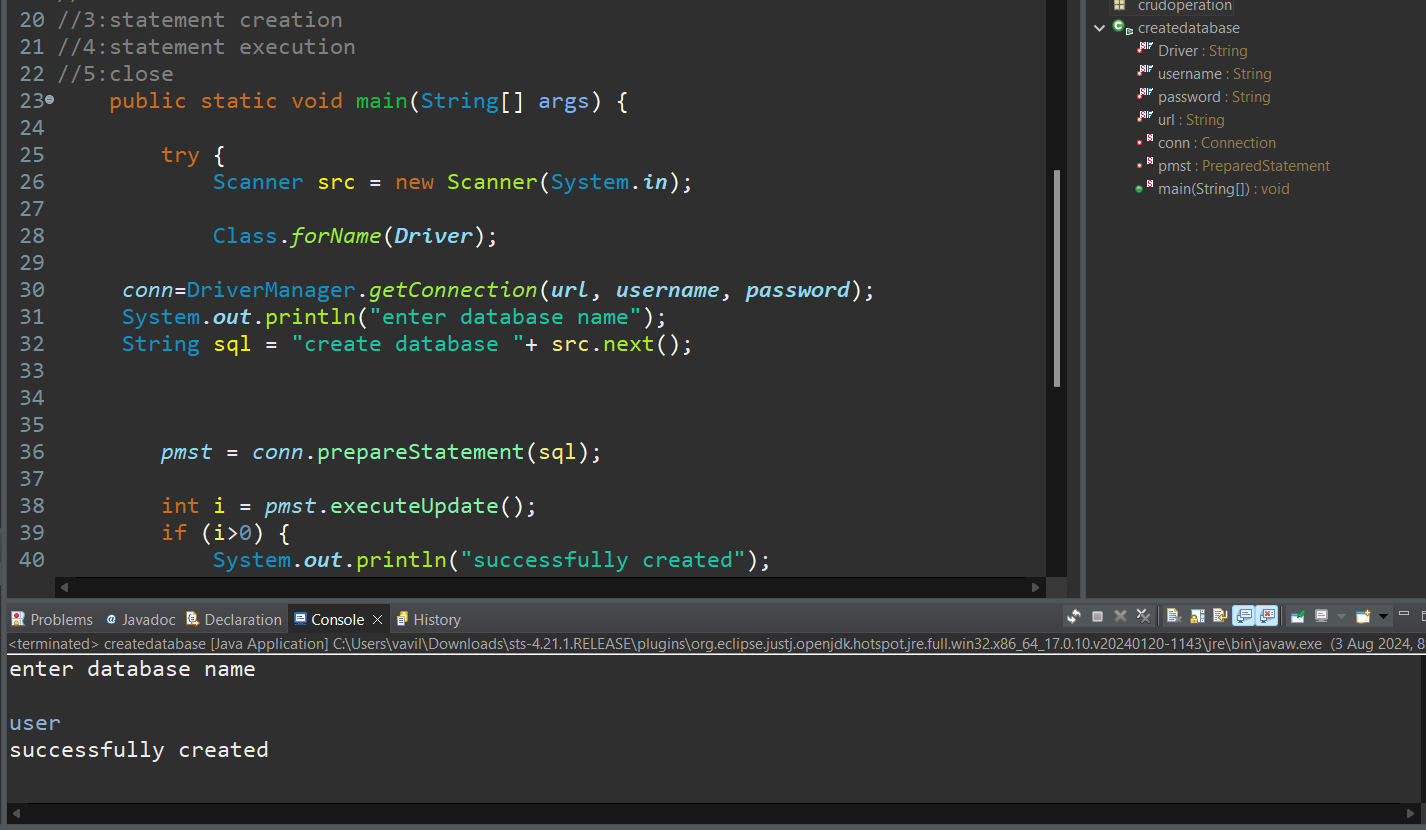 20 //3:statement creation
21 //4:statement execution
22 //5:close
23 public static void main(String[] args) {
24
25 try {
26 Scanner src = new Scanner(System.in);
27
28 Class.forName(Driver);
29
30 conn=DriverManager.getConnection(url, username, password);
31 System.out.println("enter database name");
32 String sql = "create database "+ src.next();
33
34
35
36 pmst = conn.prepareStatement(sql);
37
38 int i = pmst.executeUpdate();
39 if (i>0) {
40 System.out.println("successfully created");
crudoperation
createdatabase
Driver : String
username : String
password : String
url : String
conn : Connection
pmst : PreparedStatement
main(String[]) : void
Problems @ Javadoc Declaration Console History
<terminated> createdatabase [Java Application] C:\Users\vavil\Downloads\sts-4.21.1.RELEASE\plugins\org.eclipse.justj.openjdk.hotspot.jre.full.win32.x86_64_17.0.10.v20240120-1143\jre\bin\javaw.exe (3 Aug 2024, 8
enter database name
user
successfully created